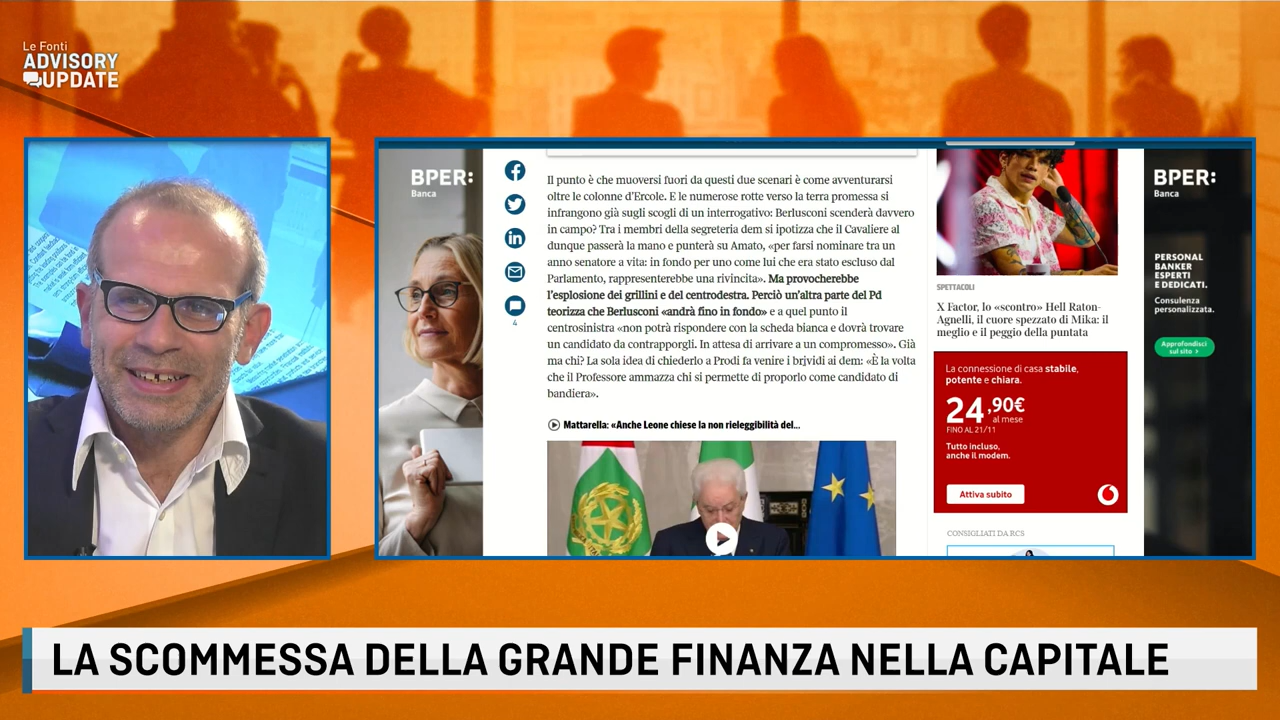 Le Fonti
ADVISORY
UPDATE
BPER:
Banca
4
Il punto è che muoversi fuori da questi due scenari è come avventurarsi
oltre le colonne d'Ercole. E le numerose rotte verso la terra promessa si
infrangono già sugli scogli di un interrogativo: Berlusconi scenderà davvero
in campo? Tra i membri della segreteria dem si ipotizza che il Cavaliere al
dunque passerà la mano e punterà su Amato, «per farsi nominare tra un
anno senatore a vita: in fondo per uno come lui che era stato escluso dal
Parlamento, rappresenterebbe una rivincita». Ma provocherebbe
l'esplosione dei grillini e del centrodestra. Perciò un'altra parte del Pd
teorizza che Berlusconi «andrà fino in fondo» e a quel punto il
centrosinistra «non potrà rispondere con la scheda bianca e dovrà trovare
un candidato da contrapporgli. In attesa di arrivare a un compromesso». Già
ma chi? La sola idea di chiederlo a Prodi fa venire i brividi ai dem: «È la volta
che il Professore ammazza chi si permette di proporlo come candidato di
bandiera».
Mattarella: «Anche Leone chiese la non rieleggibilità del...
SPETTACOLI
X Factor, lo «scontro» Hell Raton-
Agnelli, il cuore spezzato di Mika: il
meglio e il peggio della puntata
La connessione di casa stabile,
potente e chiara.
24,90€
al mese
FINO AL 21/11
Tutto incluso,
anche il modem.
Attiva subito
CONSIGLIATI DA RCS
BPER:
Banca
PERSONAL
BANKER
ESPERTI
E DEDICATI.
Consulenza
personalizzata.
Approfondisci
sul sito >
LA SCOMMESSA DELLA GRANDE FINANZA NELLA CAPITALE